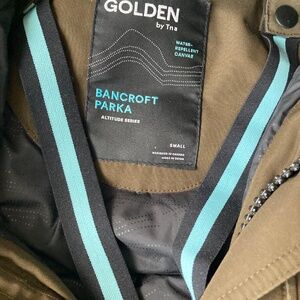 GOLDEN
by Tna
WATER-
REPELLENT
CANVAS
BANCROFT
PARKA
ALTITUDE SERIES
SMALL